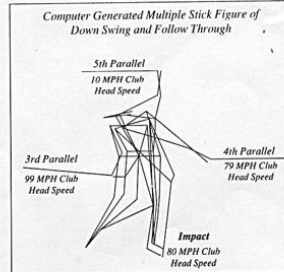 Computer Generated Multiple Stick Figure of
Down Swing and Follow Through
5th Parallel
10 MPH Club
Head Speed
3rd Parallel
99 MPH Club
Head Speed
4th Parallel
79 MPH Club
Head Speed
Impact
80 MPH Club
Head Speed